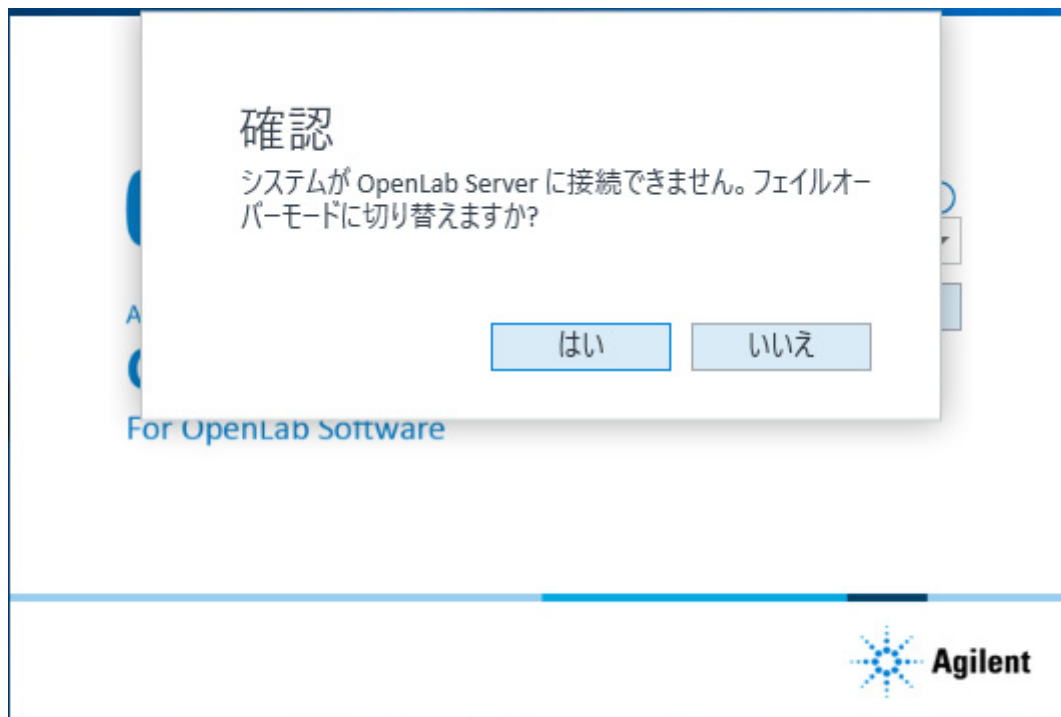 確認
システムが OpenLab Server に接続できません。フェイルオー
バーモードに切り替えますか?
はい
いいえ
For OpenLab Software
Agilent